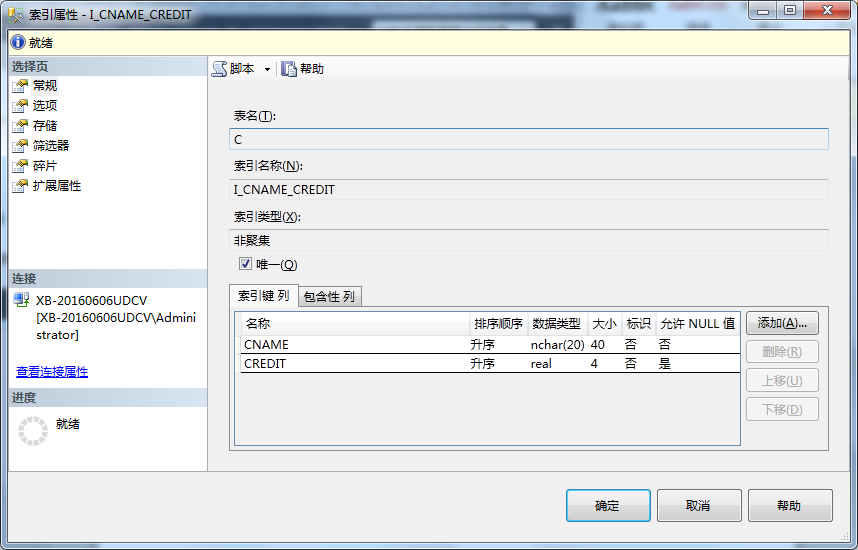 索引属性 - I_CNAME_CREDIT
就绪
选择页
常规
选项
存储
筛选器
碎片
扩展属性
连接
XB-20160606UDCV
[XB-20160606UDCV\Admini
strator]
查看连接属性
进度
就绪
脚本 帮助
表名(T):
C
索引名称(N):
I_CNAME_CREDIT
索引类型(X):
非聚集
唯一(Q)
索引键 列 包含性 列
名称 排序顺序 数据类型 大小 标识 允许 NULL 值
CNAME 升序 nchar(20) 40 否 否
CREDIT 升序 real 4 否 是
添加(A)...
删除(R)
上移(U)
下移(D)
确定 取消 帮助